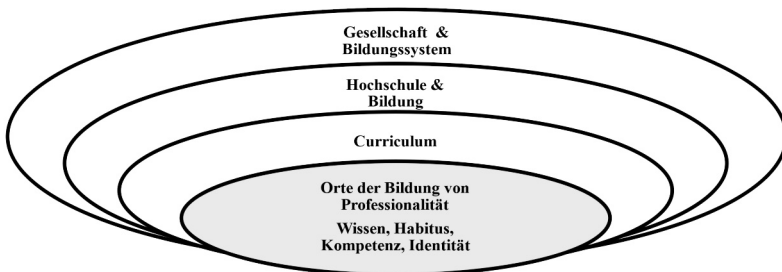 Gesellschaft &
Bildungssystem
Hochschule &
Bildung
Curriculum
Orte der Bildung von
Professionalität
Wissen, Habitus,
Kompetenz, Identität